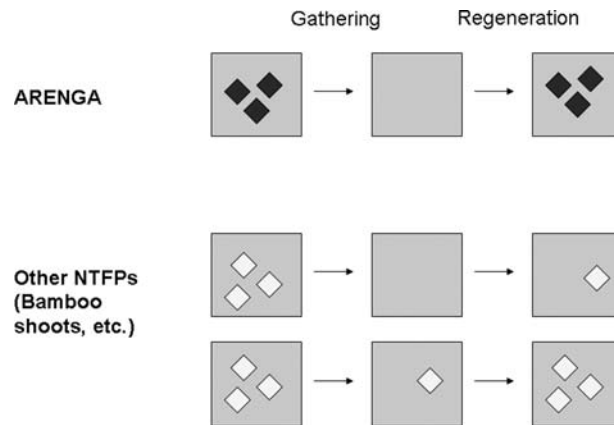 Gathering Regeneration
ARENGA
Other NTFPs
(Bamboo
shoots, etc.)